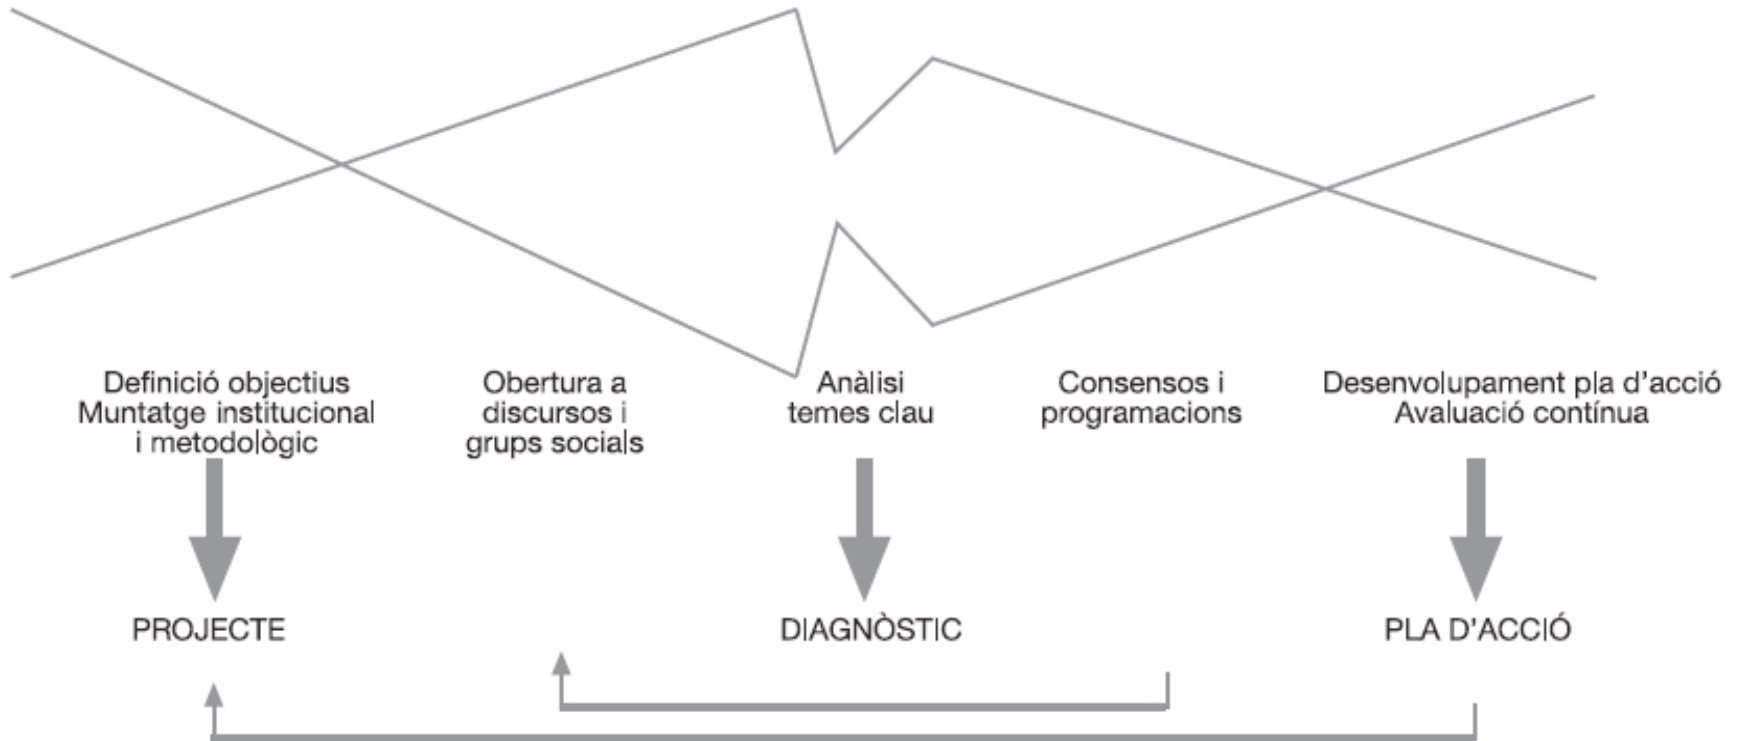 Definició objectius
Muntatge institucional
i metodològic
Obertura a
discursos i
grups socials
Anàlisi
temes clau
Consensos i
programacions
Desenvolupament pla d'acció
Avaluació contínua
PROJECTE
DIAGNÒSTIC
PLA D'ACCIÓ